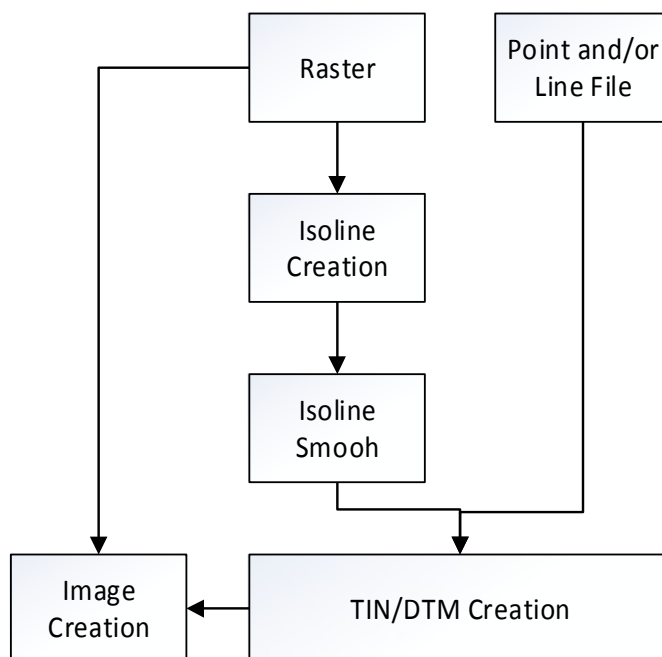 Raster
Point and/or
Line File
Isoline
Creation
Isoline
Smooh
Image
Creation
TIN/DTM Creation